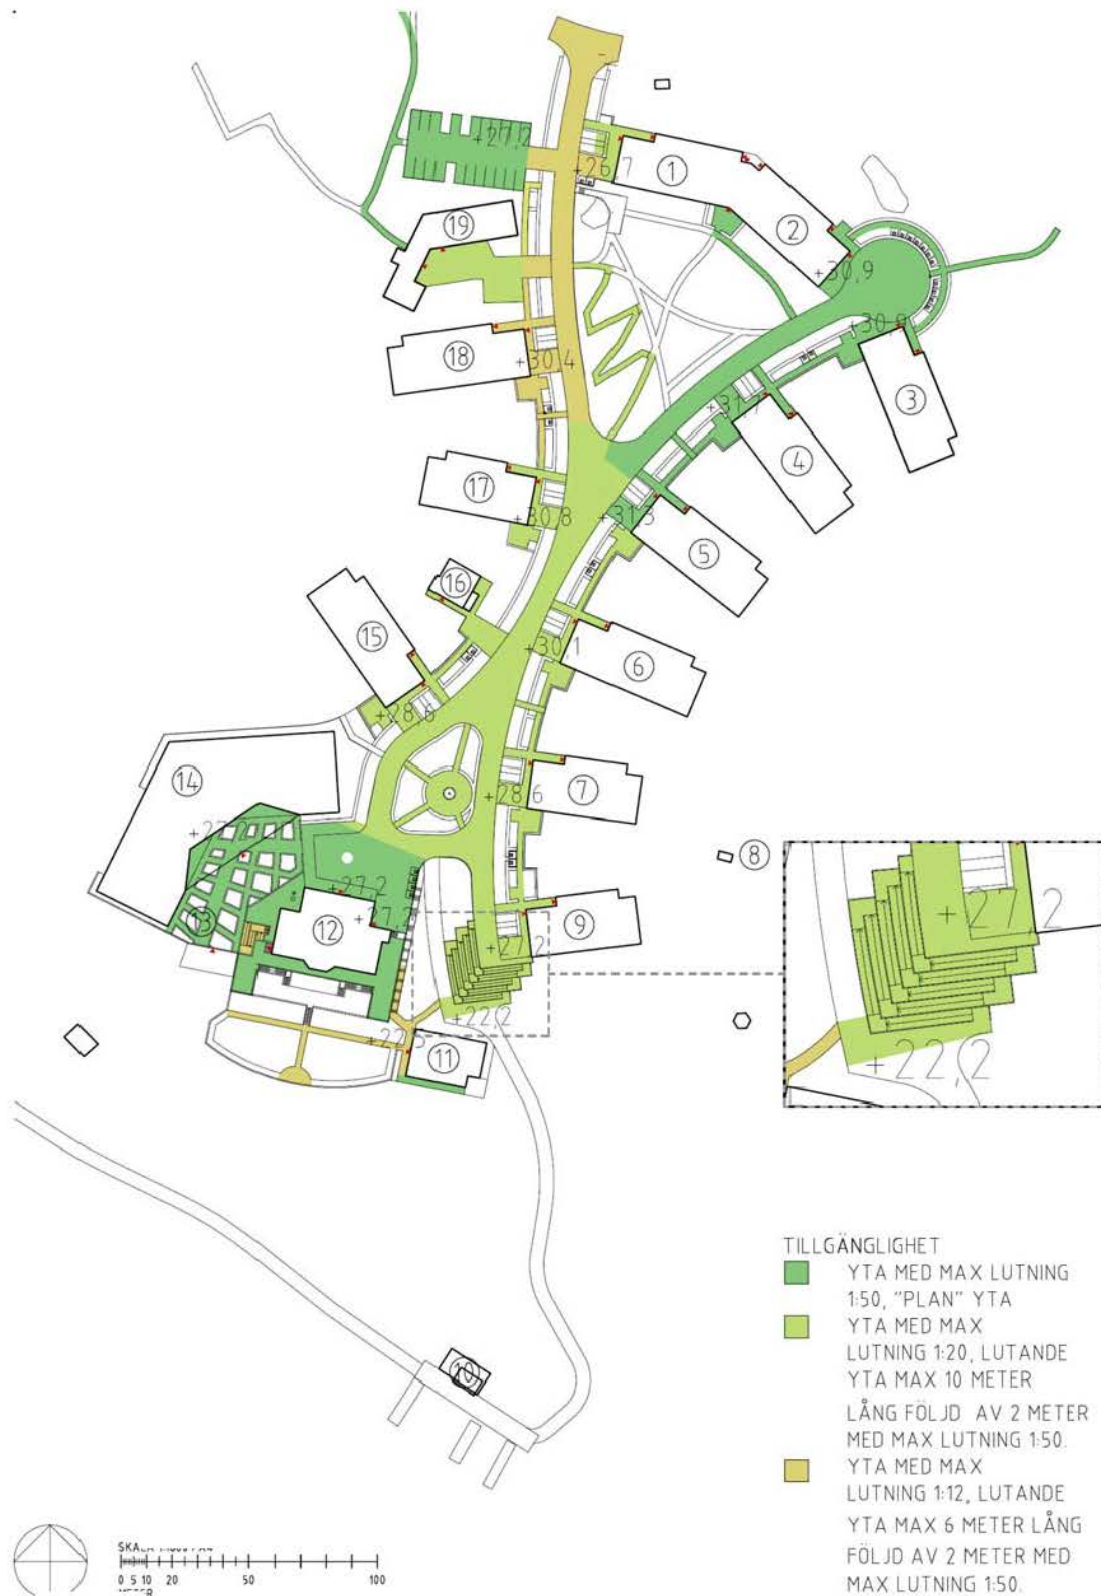 +27,2
①
+26,7
⑲
②
+30,9
+30,9
⑱
+30,4
③
+31,7
④
⑰
+30,8
+31,3
⑤
⑯
⑮
+30,1
⑥
+28,6
⑭
⑦
+28,6
+27,2
⑧
+27,2
+27,2
⑬
⑫
⑨
+27,2
+27,2
+22,2
⑪
+22,2
⑩
TILLGÄNGLIGHET
YTA MED MAX LUTNING
1:50, "PLAN" YTA
YTA MED MAX
LUTNING 1:20, LUTANDE
YTA MAX 10 METER
LÅNG FÖLJD AV 2 METER
MED MAX LUTNING 1:50.
YTA MED MAX
LUTNING 1:12, LUTANDE
YTA MAX 6 METER LÅNG
FÖLJD AV 2 METER MED
MAX LUTNING 1:50.
SKALA
0 5 10 20 50 100
METER